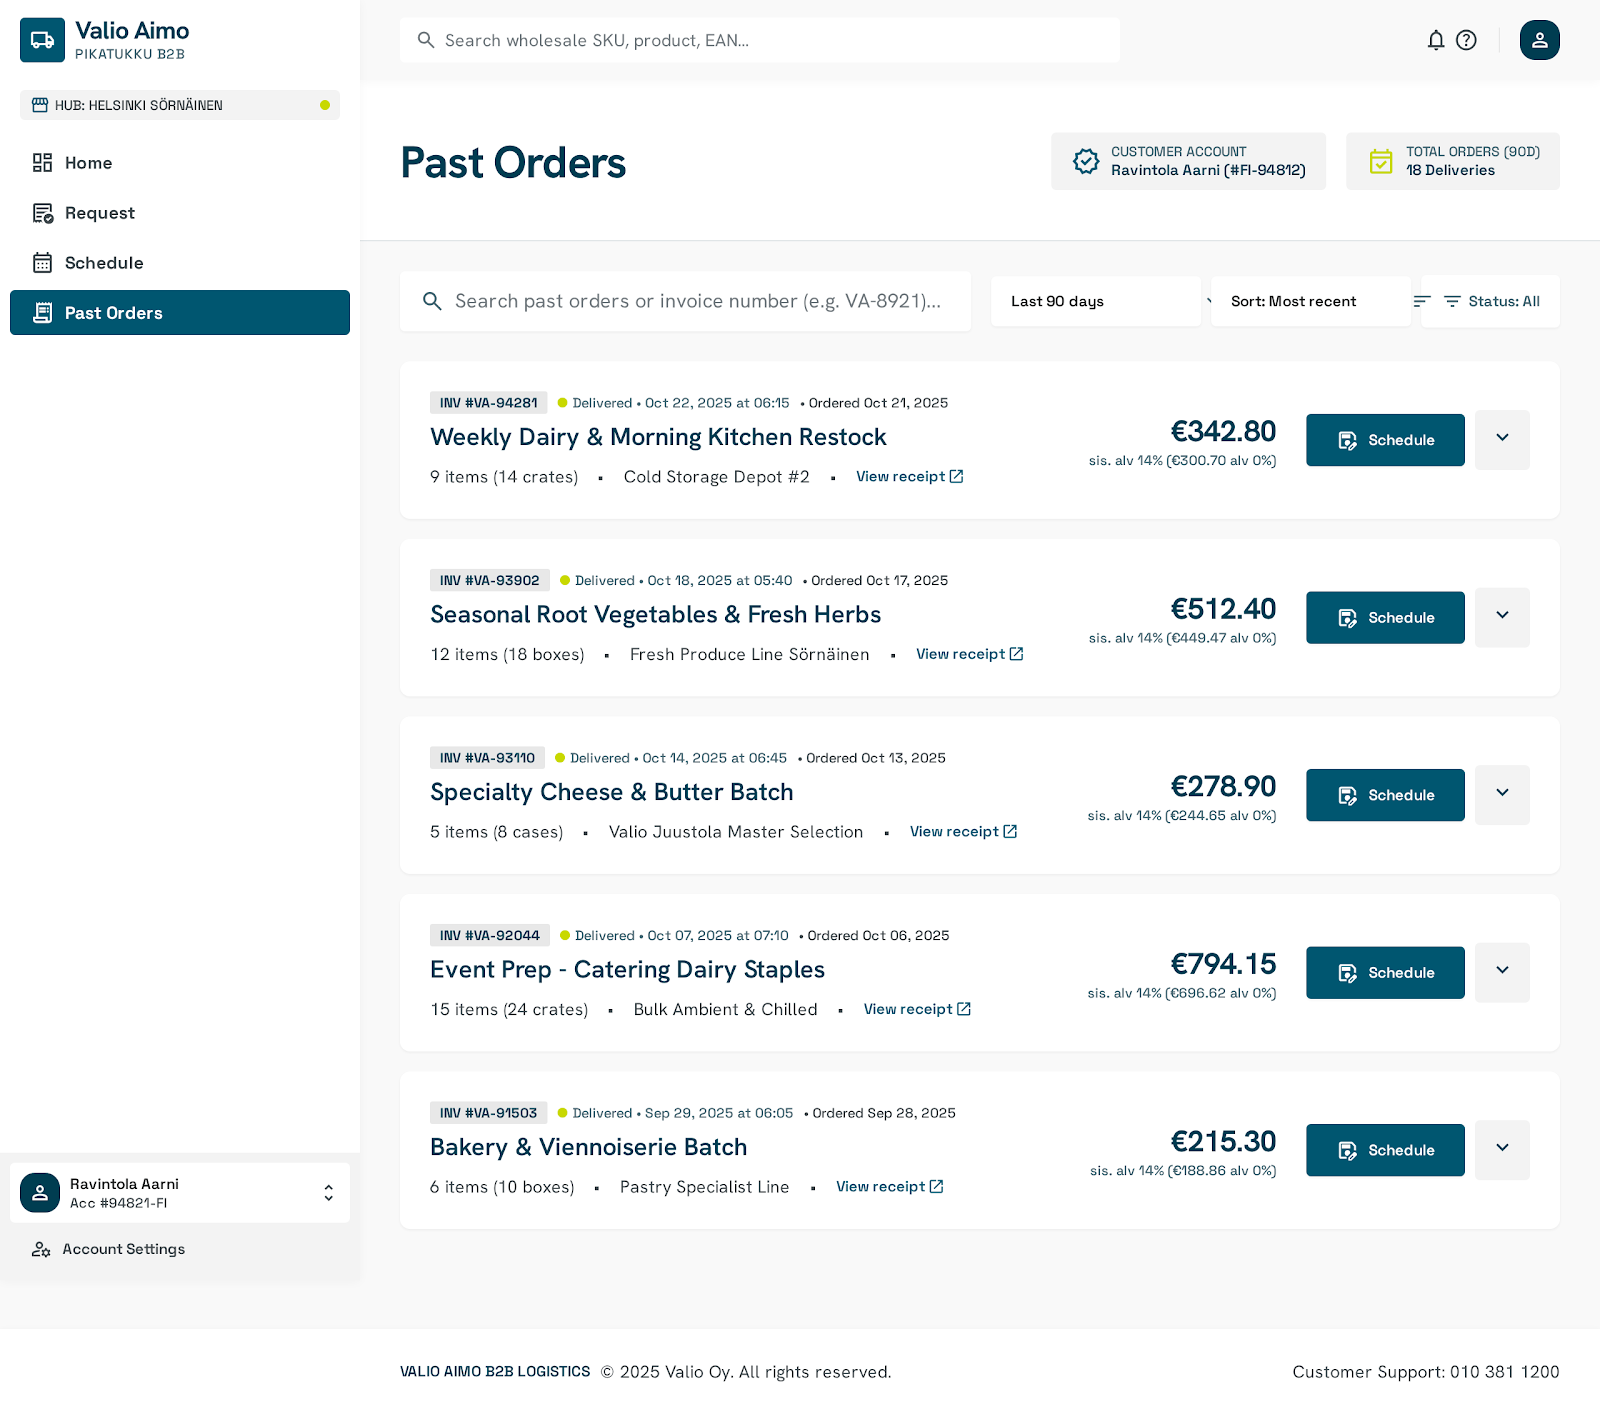 Valio Aimo
PIKATUKKU B2B
HUB: HELSINKI SÖRNÄINEN
Home
Request
Schedule
Past Orders
Ravintola Aarni
Acc #94821-FI
Account Settings
Search wholesale SKU, product, EAN...
Past Orders
CUSTOMER ACCOUNT
Ravintola Aarni (#FI-94812)
TOTAL ORDERS (90D)
18 Deliveries
Search past orders or invoice number (e.g. VA-8921)...
Last 90 days
Sort: Most recent
Status: All
INV #VA-94281 Delivered • Oct 22, 2025 at 06:15 • Ordered Oct 21, 2025
Weekly Dairy & Morning Kitchen Restock
9 items (14 crates) • Cold Storage Depot #2 • View receipt
€342.80
sis. alv 14% (€300.70 alv 0%)
Schedule
INV #VA-93902 Delivered • Oct 18, 2025 at 05:40 • Ordered Oct 17, 2025
Seasonal Root Vegetables & Fresh Herbs
12 items (18 boxes) • Fresh Produce Line Sörnäinen • View receipt
€512.40
sis. alv 14% (€449.47 alv 0%)
Schedule
INV #VA-93110 Delivered • Oct 14, 2025 at 06:45 • Ordered Oct 13, 2025
Specialty Cheese & Butter Batch
5 items (8 cases) • Valio Juustola Master Selection • View receipt
€278.90
sis. alv 14% (€244.65 alv 0%)
Schedule
INV #VA-92044 Delivered • Oct 07, 2025 at 07:10 • Ordered Oct 06, 2025
Event Prep - Catering Dairy Staples
15 items (24 crates) • Bulk Ambient & Chilled • View receipt
€794.15
sis. alv 14% (€696.62 alv 0%)
Schedule
INV #VA-91503 Delivered • Sep 29, 2025 at 06:05 • Ordered Sep 28, 2025
Bakery & Viennoiserie Batch
6 items (10 boxes) • Pastry Specialist Line • View receipt
€215.30
sis. alv 14% (€188.86 alv 0%)
Schedule
VALIO AIMO B2B LOGISTICS © 2025 Valio Oy. All rights reserved.
Customer Support: 010 381 1200